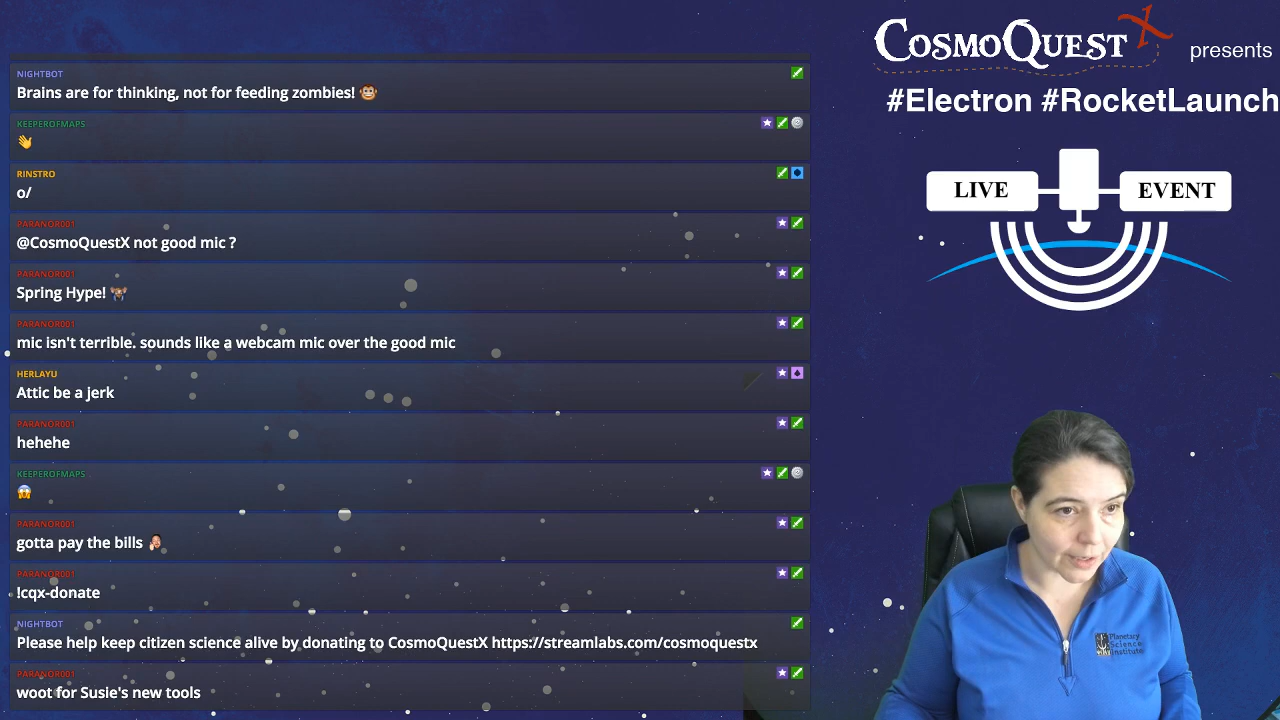 NIGHTBOT
Brains are for thinking, not for feeding zombies!
KEEPEROFMAPS
RINSTRO
o/
PARANOR001
@CosmoQuestX not good mic ?
PARANOR001
Spring Hype!
PARANOR001
mic isn't terrible. sounds like a webcam mic over the good mic
HERLAYU
Attic be a jerk
PARANOR001
hehehe
KEEPEROFMAPS
PARANOR001
gotta pay the bills
PARANOR001
!cqx-donate
NIGHTBOT
Please help keep citizen science alive by donating to CosmoQuestX https://streamlabs.com/cosmoquestx
PARANOR001
woot for Susie's new tools
COSMOQUEST X
presents
#Electron #RocketLaunch
LIVE EVENT
Planetary
Science
Institute